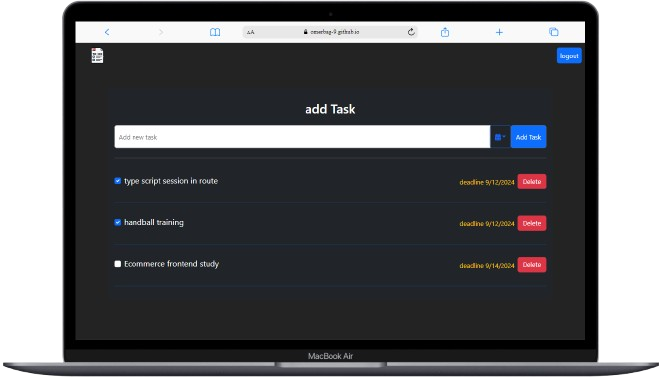 AA
omerbag-9.github.io
logout
add Task
Add new task
Add Task
type script session in route
deadline 9/12/2024
Delete
handball training
deadline 9/12/2024
Delete
Ecommerce frontend study
deadline 9/14/2024
Delete
MacBook Air